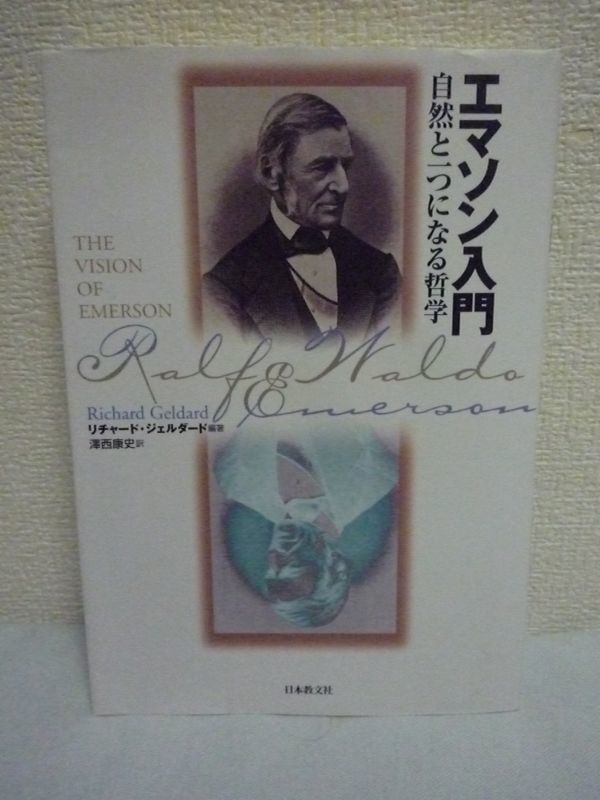 エマソン入門
自然と一つになる哲学
THE
VISION
OF
EMERSON
Ralf Waldo
Emerson
Richard Geldard
リチャード・ジェルダード編著
澤西康史訳
日本教文社